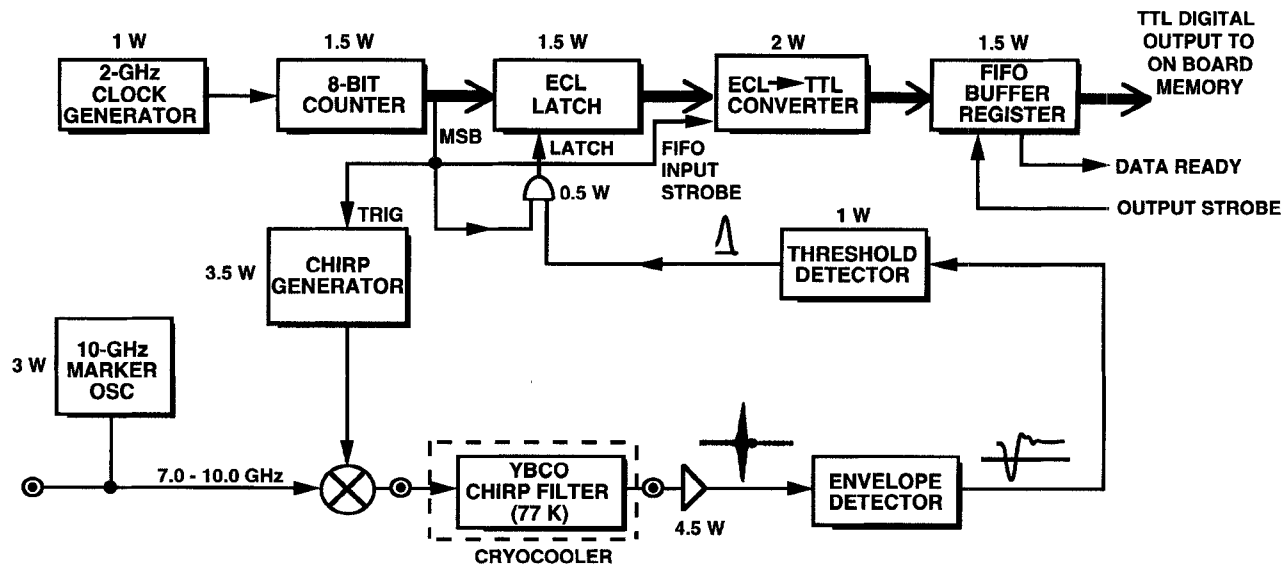 1 W
2-GHz
CLOCK
GENERATOR
1.5 W
8-BIT
COUNTER
1.5 W
ECL
LATCH
2 W
ECL TTL
CONVERTER
1.5 W
FIFO
BUFFER
REGISTER
TTL DIGITAL
OUTPUT TO
ON BOARD
MEMORY
MSB
LATCH
FIFO
INPUT
STROBE
DATA READY
OUTPUT STROBE
0.5 W
TRIG
3.5 W
CHIRP
GENERATOR
1 W
THRESHOLD
DETECTOR
3 W
10-GHz
MARKER
OSC
7.0 - 10.0 GHz
YBCO
CHIRP FILTER
(77 K)
CRYOCOOLER
4.5 W
ENVELOPE
DETECTOR